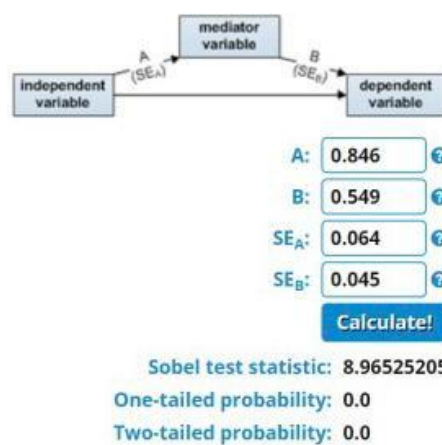 mediator
variable
A
(SEA)
B
(SEB)
independent
variable
dependent
variable
A: 0.846 ?
B: 0.549 ?
SEA: 0.064 ?
SEB: 0.045 ?
Calculate!
Sobel test statistic: 8.96525205
One-tailed probability: 0.0
Two-tailed probability: 0.0